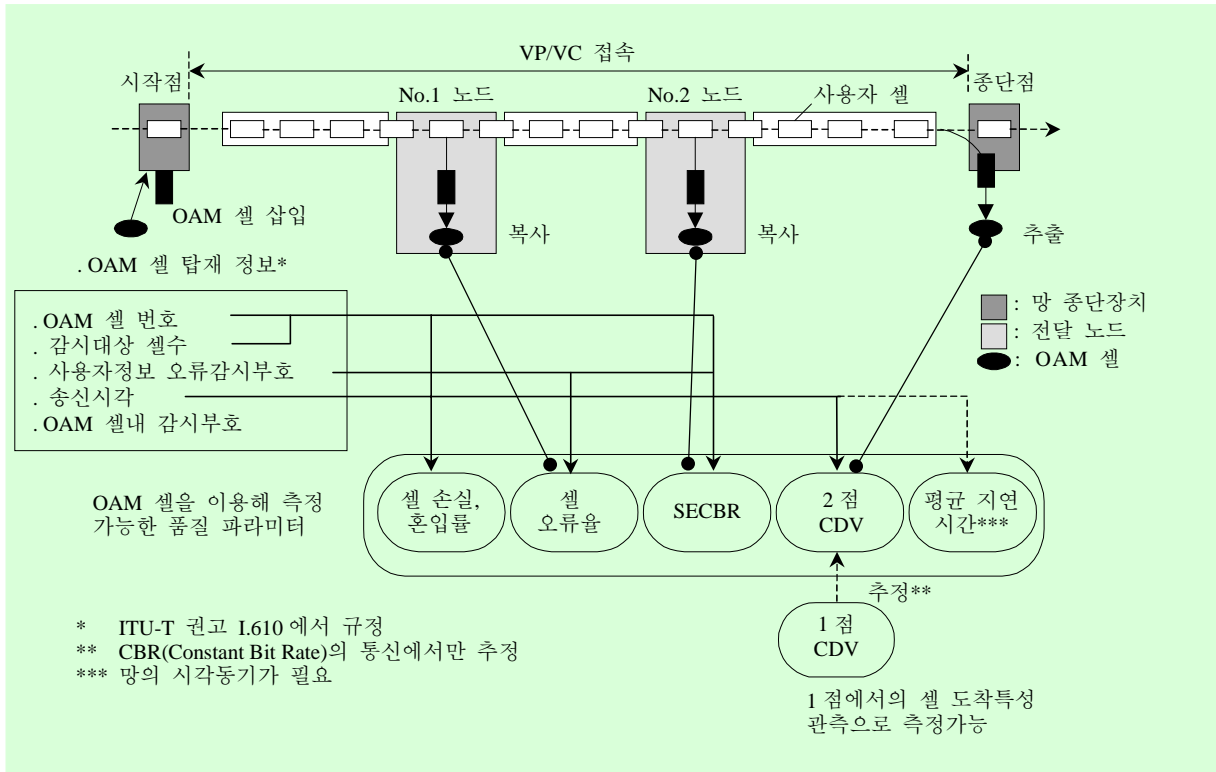 VP/VC 접속
시작점
종단점
No.1 노드
No.2 노드
사용자 셀
OAM 셀 삽입
복사
복사
추출
. OAM 셀 탑재 정보*
. OAM 셀 번호
. 감시대상 셀수
. 사용자정보 오류감시부호
. 송신시각
. OAM 셀내 감시부호
: 망 종단장치
: 전달 노드
: OAM 셀
OAM 셀을 이용해 측정
가능한 품질 파라미터
셀 손실,
혼입률
셀
오류율
SECBR
2 점
CDV
평균 지연
시간***
추정**
1 점
CDV
1 점에서의 셀 도착특성
관측으로 측정가능
* ITU-T 권고 I.610 에서 규정
** CBR(Constant Bit Rate)의 통신에서만 추정
*** 망의 시각동기가 필요